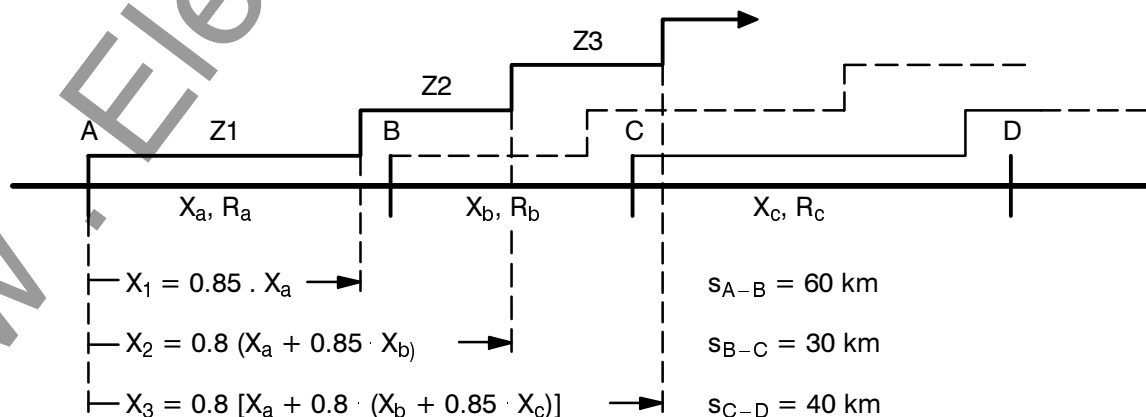 Z3
Z2
A Z1 B C D
Xa, Ra Xb, Rb Xc, Rc
X1 = 0.85 . Xa sA–B = 60 km
X2 = 0.8 (Xa + 0.85 · Xb) sB–C = 30 km
X3 = 0.8 [Xa + 0.8 · (Xb + 0.85 · Xc)] sC–D = 40 km
w.Ele